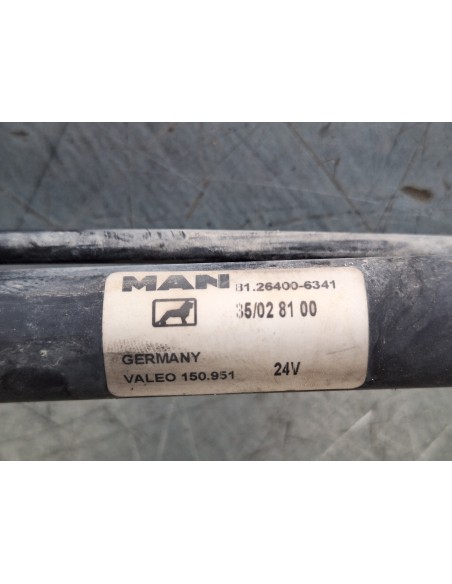 MAN 81.26400-6341
35/02 81 00
GERMANY
VALEO 150.951 24V